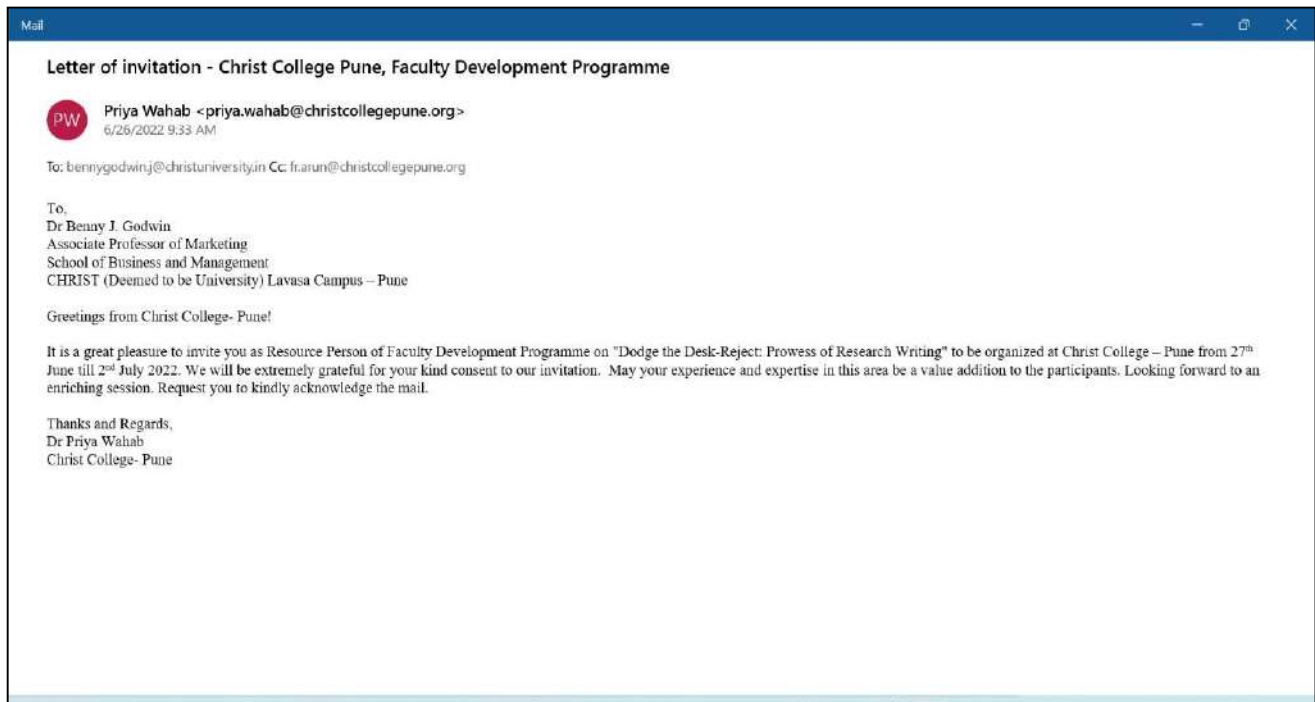 Mail
Letter of invitation - Christ College Pune, Faculty Development Programme
PW
Priya Wahab <priya.wahab@christcollegepune.org>
6/26/2022 9:33 AM
To: bennygodwin.j@christuniversity.in Cc: fr.arun@christcollegepune.org
To,
Dr Benny J. Godwin
Associate Professor of Marketing
School of Business and Management
CHRIST (Deemed to be University) Lavasa Campus – Pune
Greetings from Christ College- Pune!
It is a great pleasure to invite you as Resource Person of Faculty Development Programme on "Dodge the Desk-Reject: Prowess of Research Writing" to be organized at Christ College – Pune from 27th
June till 2nd July 2022. We will be extremely grateful for your kind consent to our invitation.  May your experience and expertise in this area be a value addition to the participants. Looking forward to an
enriching session. Request you to kindly acknowledge the mail.
Thanks and Regards,
Dr Priya Wahab
Christ College- Pune